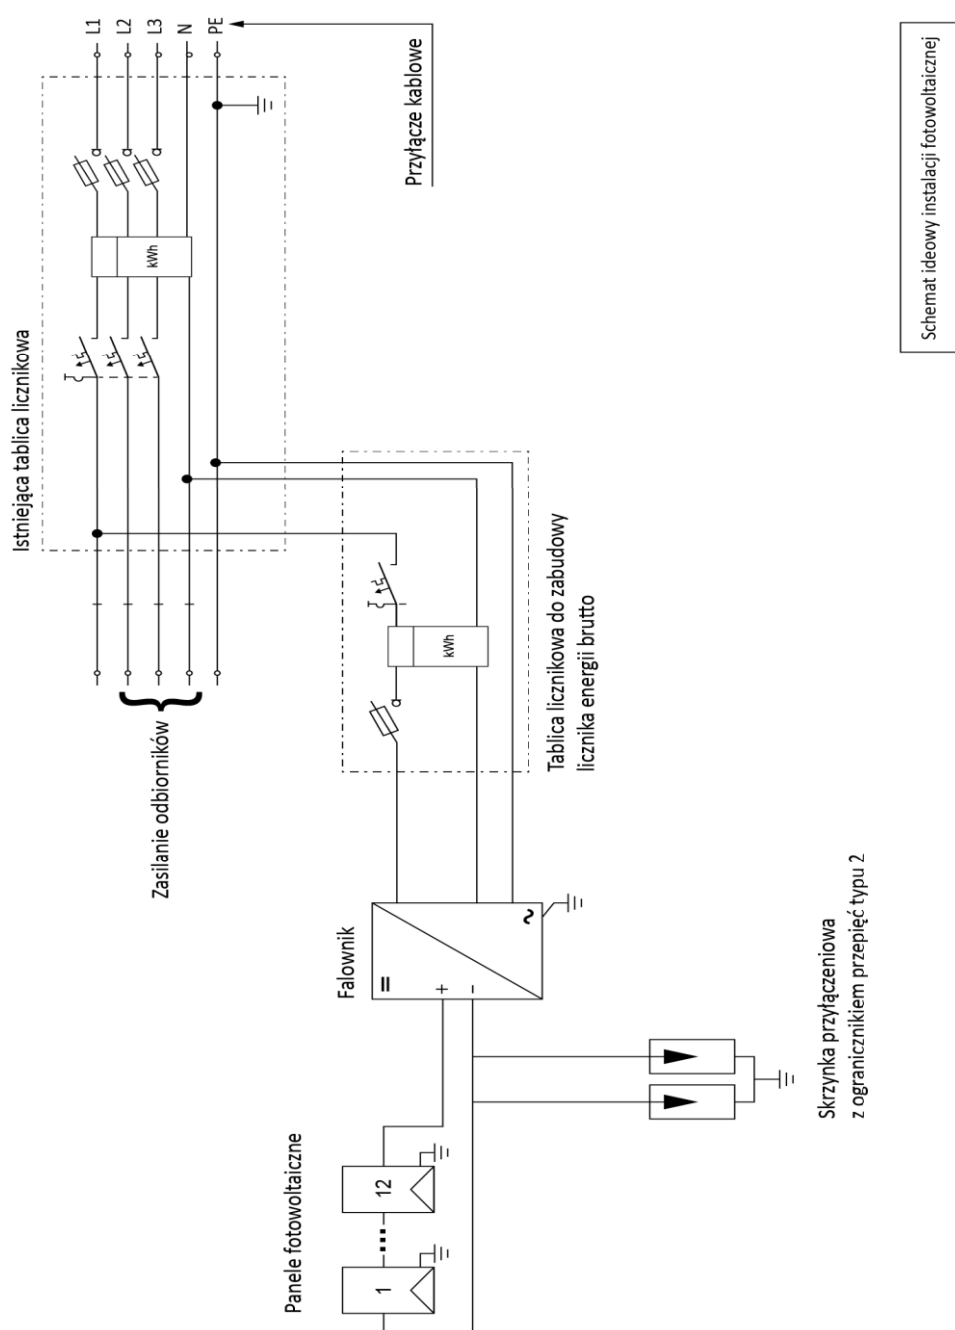 Przyłącze kablowe
L1
L2
L3
N
PE
Istniejąca tablica licznikowa
kWh
Zasilanie odbiorników
Tablica licznikowa do zabudowy
licznika energii brutto
kWh
Falownik
=
~
+
-
Panele fotowoltaiczne
1
...
12
Skrzynka przyłączeniowa
z ogranicznikiem przepięć typu 2
Schemat ideowy instalacji fotowoltaicznej